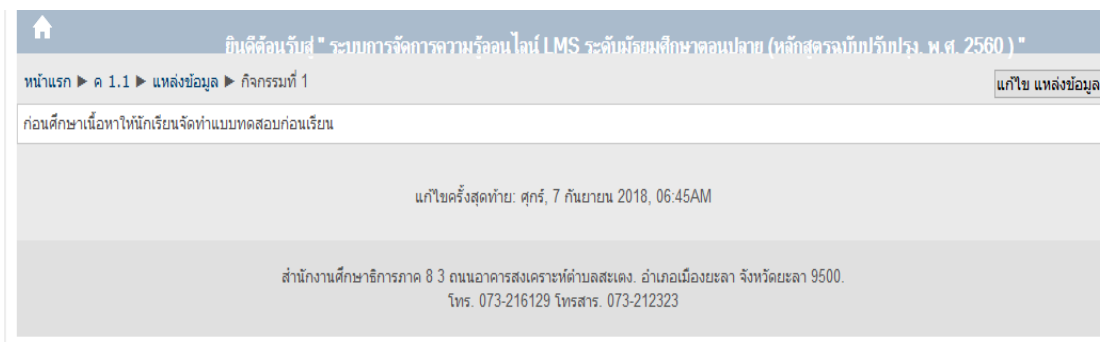 ยินดีต้อนรับสู่ " ระบบการจัดการความรู้ออนไลน์ LMS ระดับมัธยมศึกษาตอนปลาย (หลักสูตรฉบับปรับปรุง. พ.ศ. 2560 ) "
หน้าแรก ▶ ค 1.1 ▶ แหล่งข้อมูล ▶ กิจกรรมที่ 1
แก้ไข แหล่งข้อมูล
ก่อนศึกษาเนื้อหาให้นักเรียนจัดทำแบบทดสอบก่อนเรียน
แก้ไขครั้งสุดท้าย: ศุกร์, 7 กันยายน 2018, 06:45AM
สำนักงานศึกษาธิการภาค 8 3 ถนนอาคารสงเคราะห์ตำบลสะเตง. อำเภอเมืองยะลา จังหวัดยะลา 9500.
โทร. 073-216129 โทรสาร. 073-212323